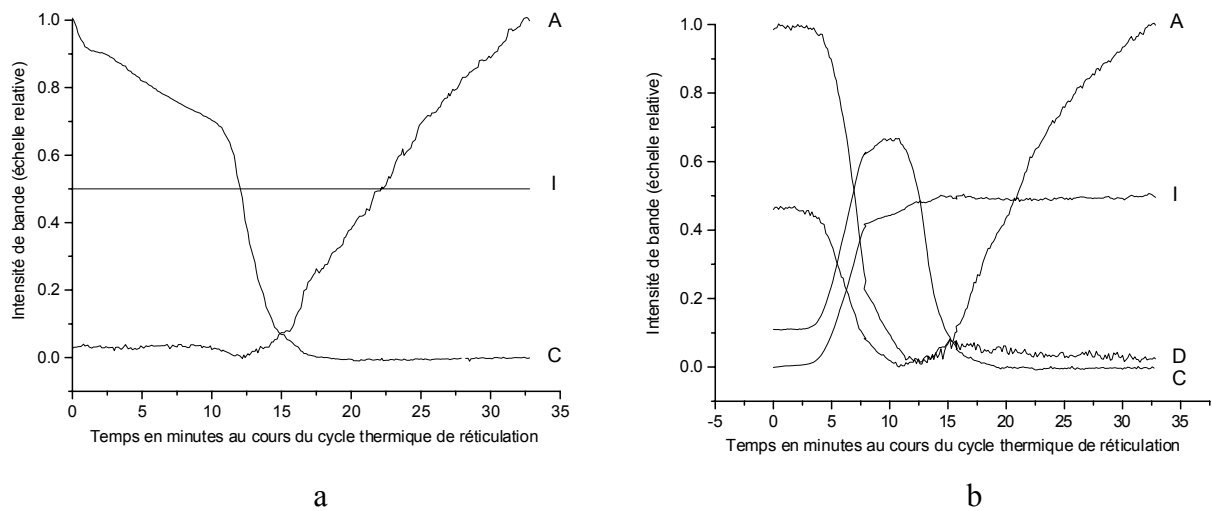 Intensité de bande (échelle relative)
1.0
0.8
0.6
0.4
0.2
0.0
A
I
C
0 5 10 15 20 25 30 35
Temps en minutes au cours du cycle thermique de réticulation
a
Intensité de bande (échelle relative)
1.0
0.8
0.6
0.4
0.2
0.0
A
I
D
C
-5 0 5 10 15 20 25 30 35
Temps en minutes au cours du cycle thermique de réticulation
b